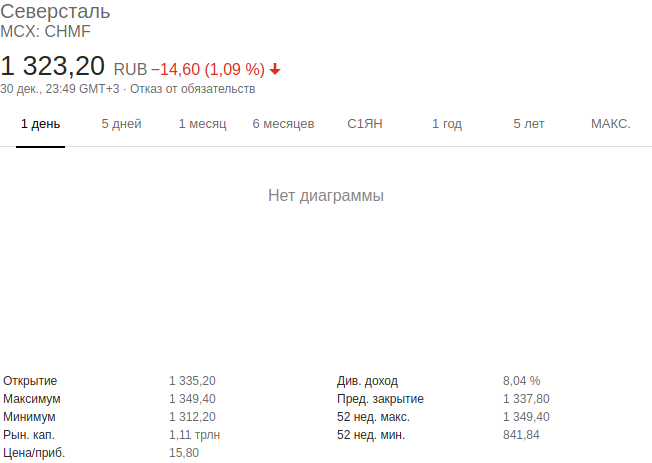 Северсталь
MCX: CHMF
1 323,20 RUB −14,60 (1,09 %)
30 дек., 23:49 GMT+3 · Отказ от обязательств
1 день 5 дней 1 месяц 6 месяцев С1ЯН 1 год 5 лет МАКС.
Нет диаграммы
Открытие 1 335,20 Див. доход 8,04 %
Максимум 1 349,40 Пред. закрытие 1 337,80
Минимум 1 312,20 52 нед. макс. 1 349,40
Рын. кап. 1,11 трлн 52 нед. мин. 841,84
Цена/приб. 15,80